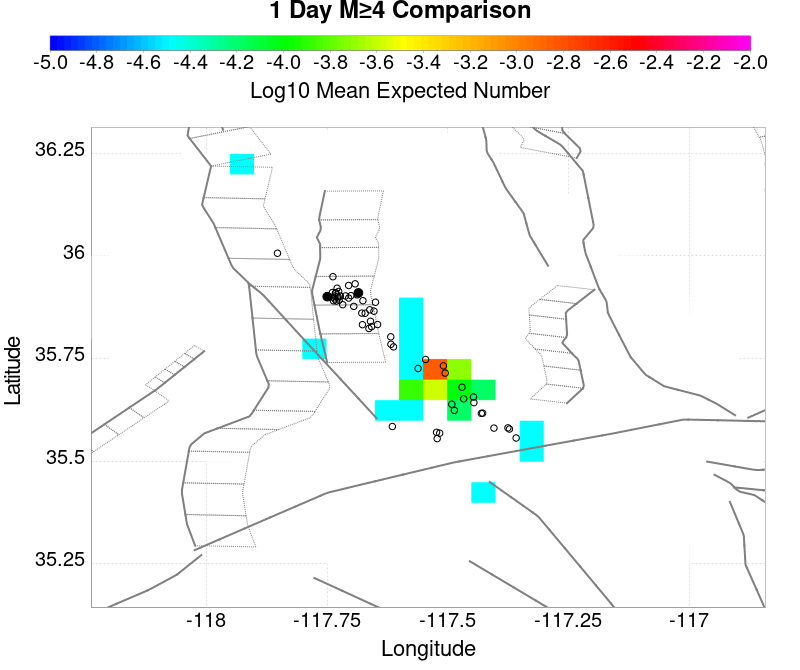 1 Day M≥4 Comparison
-5.0 -4.8 -4.6 -4.4 -4.2 -4.0 -3.8 -3.6 -3.4 -3.2 -3.0 -2.8 -2.6 -2.4 -2.2 -2.0
Log10 Mean Expected Number
36.25
36
35.75
35.5
35.25
Latitude
-118 -117.75 -117.5 -117.25 -117
Longitude